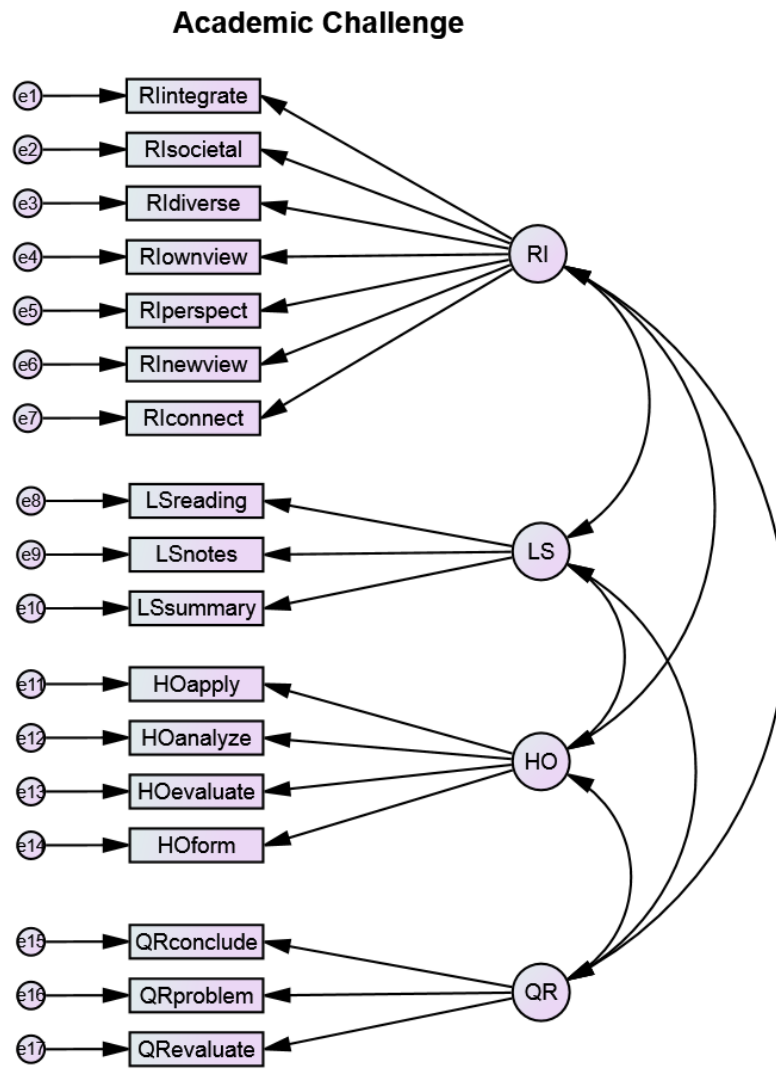 Academic Challenge
e1 RIintegrate
e2 RIsocietal
e3 RIdiverse
RI
e4 RIownview
e5 RIperspect
e6 RInewview
e7 RIconnect
e8 LSreading
e9 LSnotes LS
e10 LSsummary
e11 HOapply
e12 HOanalyze
HO
e13 HOevaluate
e14 HOform
e15 QRconclude
e16 QRproblem QR
e17 QRevaluate